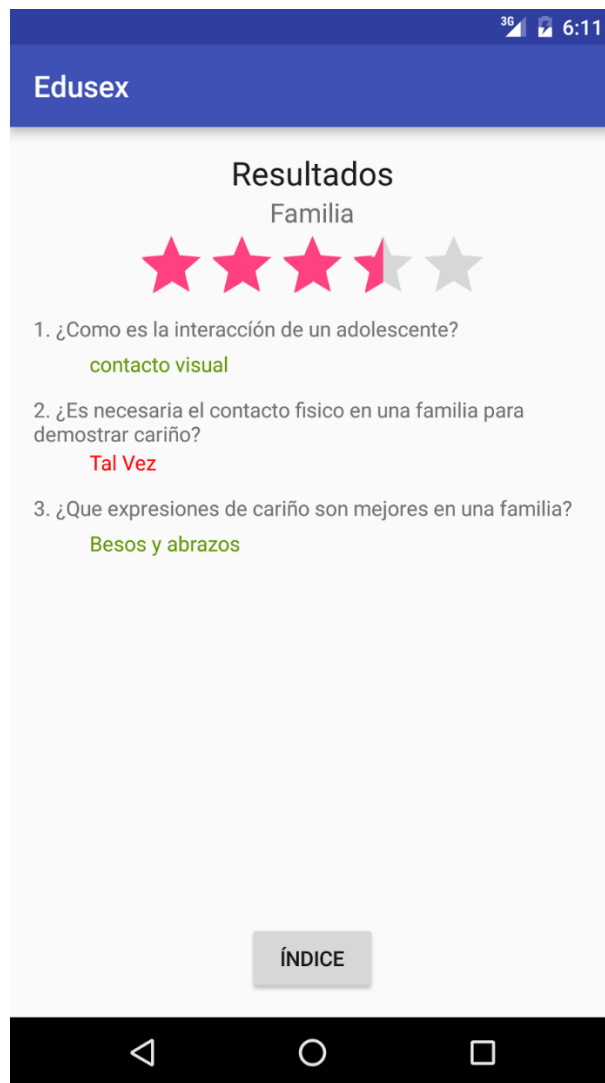 3G 6:11
Edusex
Resultados
Familia
1. ¿Como es la interaccíón de un adolescente?
contacto visual
2. ¿Es necesaria el contacto fisico en una familia para
demostrar cariño?
Tal Vez
3. ¿Que expresiones de cariño son mejores en una familia?
Besos y abrazos
ÍNDICE